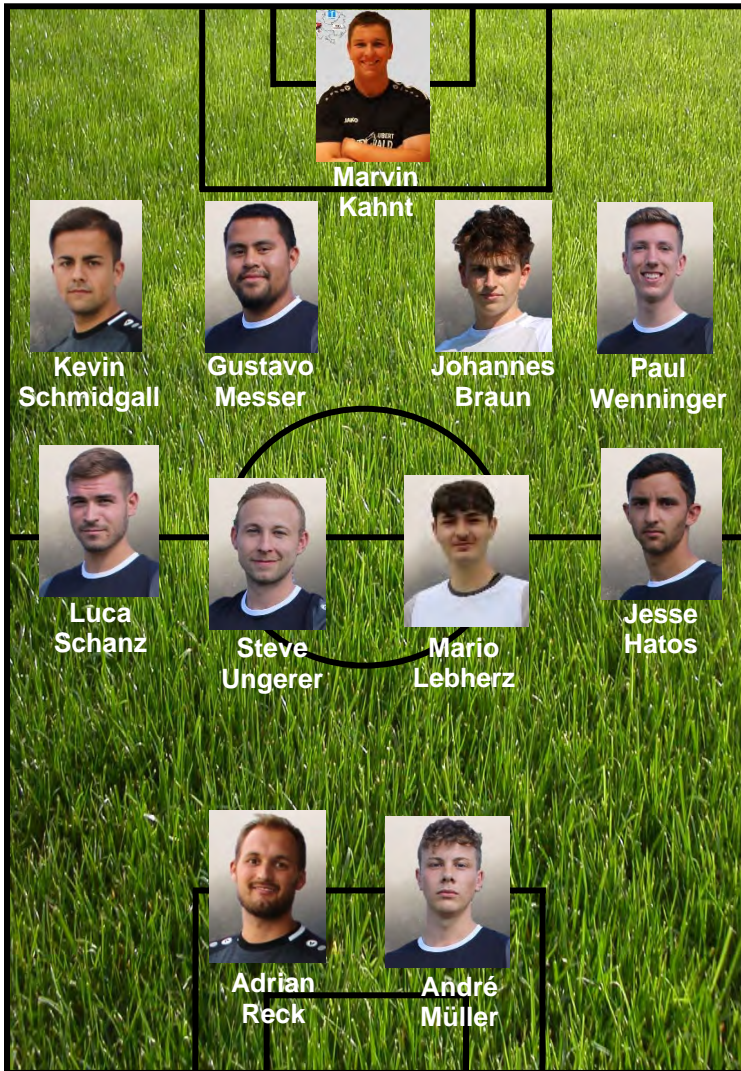 JAKO
Marvin
Kahnt
Kevin
Schmidgall
Gustavo
Messer
Johannes
Braun
Paul
Wenninger
Luca
Schanz
Steve
Ungerer
Mario
Lebherz
Jesse
Hatos
Adrian
Reck
André
Müller